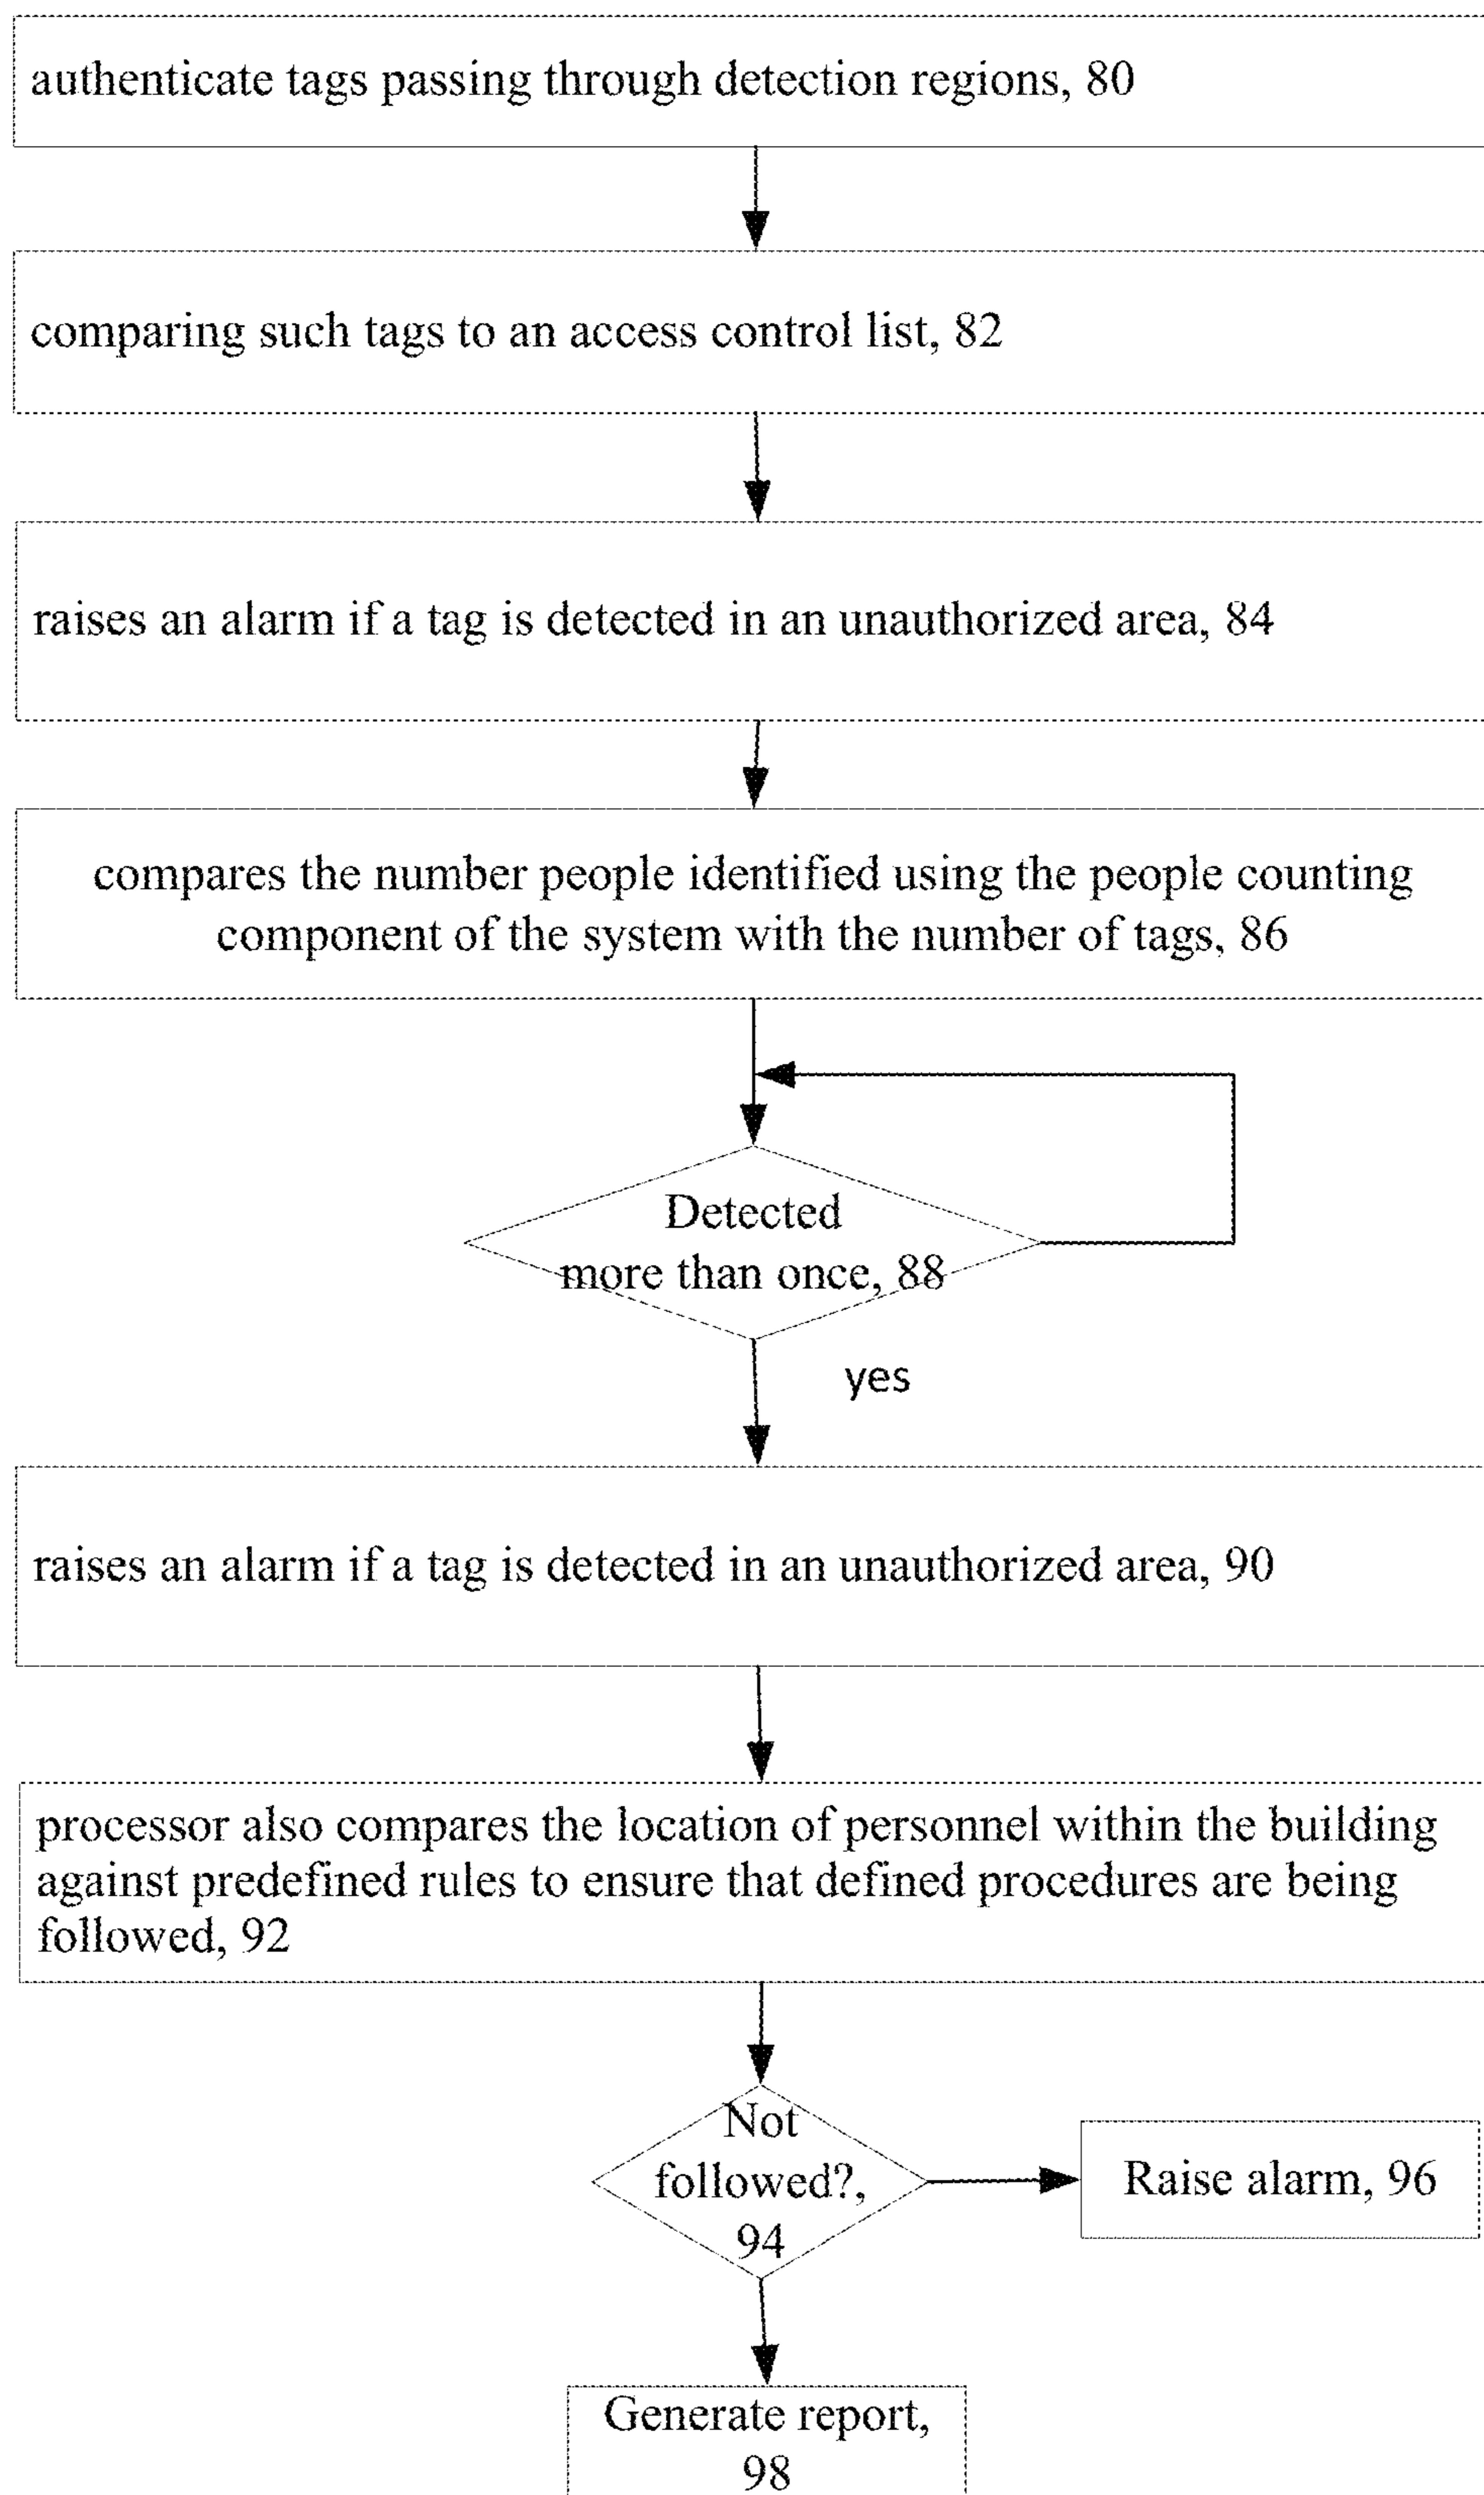 authenticate tags passing through detection regions, 80
comparing such tags to an access control list, 82
raises an alarm if a tag is detected in an unauthorized area, 84
compares the number people identified using the people counting
component of the system with the number of tags, 86
Detected
more than once, 88
yes
raises an alarm if a tag is detected in an unauthorized area, 90
processor also compares the location of personnel within the building
against predefined rules to ensure that defined procedures are being
followed, 92
Not
followed?,
94
Raise alarm, 96
Generate report,
98